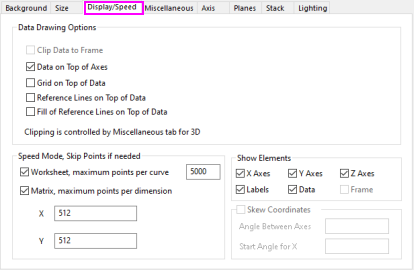 Background Size Display/Speed Miscellaneous Axis Planes Stack Lighting
Data Drawing Options
Clip Data to Frame
Data on Top of Axes
Grid on Top of Data
Reference Lines on Top of Data
Fill of Reference Lines on Top of Data
Clipping is controlled by Miscellaneous tab for 3D
Speed Mode, Skip Points if needed
Worksheet, maximum points per curve 5000
Matrix, maximum points per dimension
X 512
Y 512
Show Elements
X Axes Y Axes Z Axes
Labels Data Frame
Skew Coordinates
Angle Between Axes
Start Angle for X